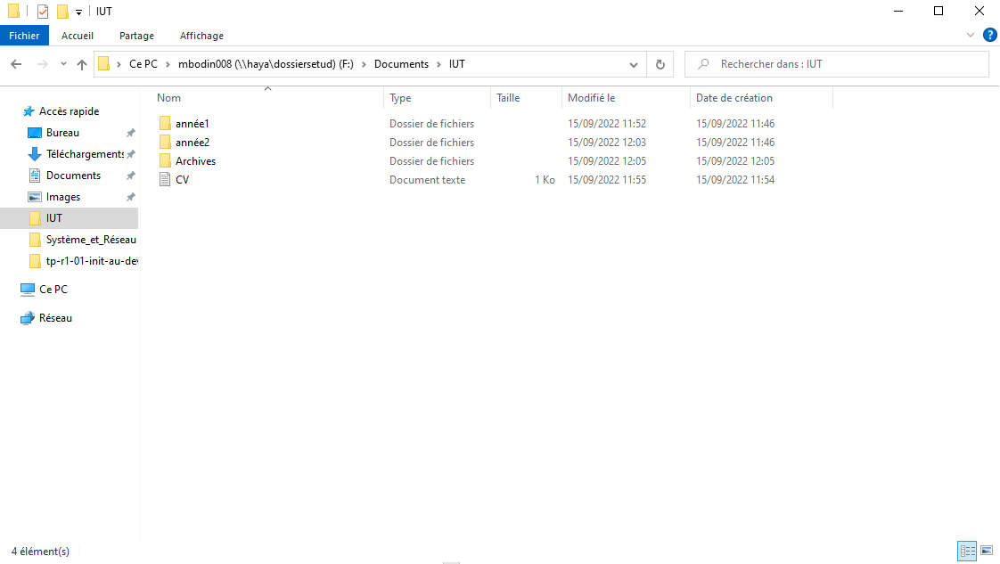 IUT
Fichier Accueil Partage Affichage ?
Ce PC > mbodin008 (\\haya\dossiersetud) (F:) > Documents > IUT Rechercher dans : IUT
Nom Type Taille Modifié le Date de création
Accès rapide
Bureau
Téléchargements
Documents
Images
IUT
Système_et_Réseau
tp-r1-01-init-au-dev
Ce PC
Réseau
année1 Dossier de fichiers 15/09/2022 11:52 15/09/2022 11:46
année2 Dossier de fichiers 15/09/2022 12:03 15/09/2022 11:46
Archives Dossier de fichiers 15/09/2022 12:05 15/09/2022 12:05
CV Document texte 1 Ko 15/09/2022 11:55 15/09/2022 11:54
4 élément(s)